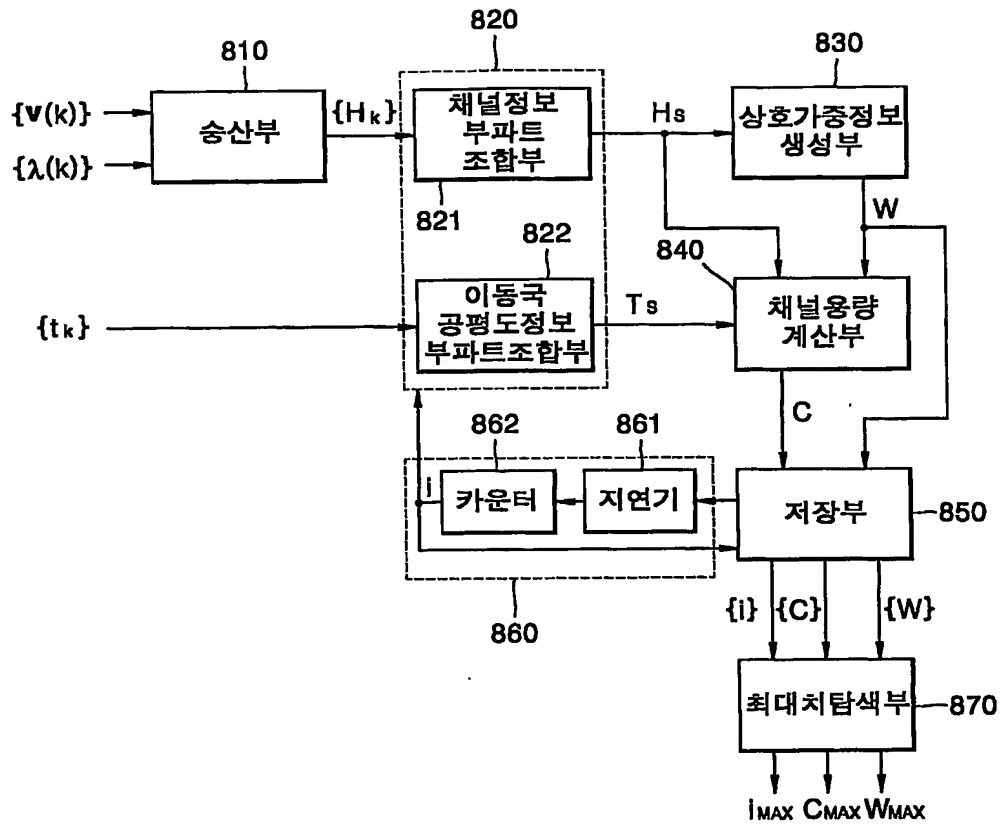 810
820
830
{v(k)}
{λ(k)}
승산부
{Hk}
채널정보
부파트
조합부
821
Hs
상호가중정보
생성부
W
822
840
{tk}
이동국
공평도정보
부파트조합부
Ts
채널용량
계산부
C
862
861
i
카운터
지연기
저장부
850
860
{i}
{C}
{W}
최대치탐색부
870
iMAX
CMAX
WMAX